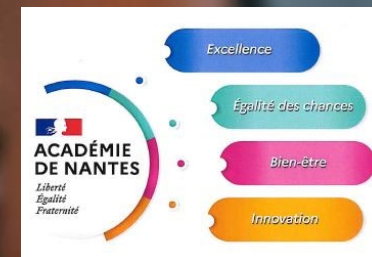 Excellence
Égalité des chances
Bien-être
Innovation
ACADÉMIE
DE NANTES
Liberté
Égalité
Fraternité